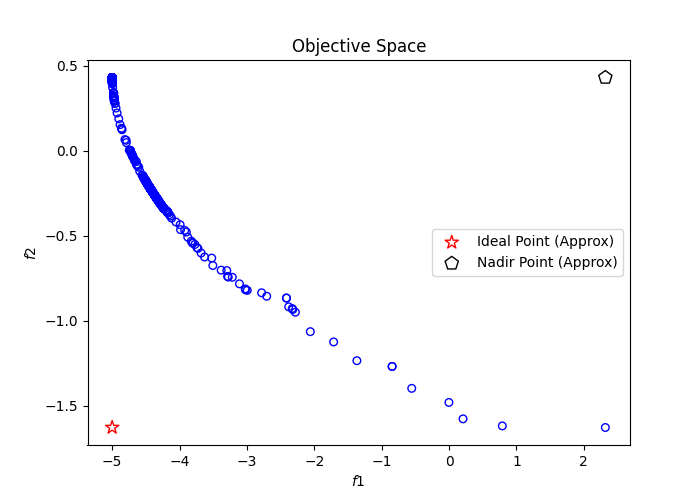 Objective Space
0.5
0.0
−0.5
−1.0
−1.5
f2
Ideal Point (Approx)
Nadir Point (Approx)
−5 −4 −3 −2 −1 0 1 2
f1